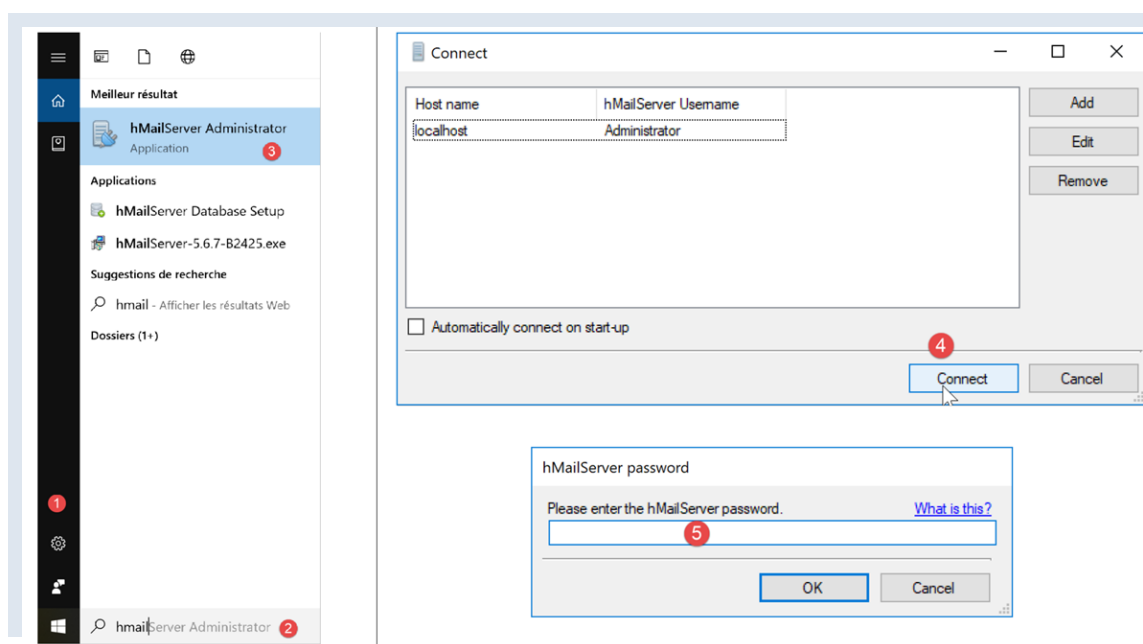 Meilleur résultat
hMailServer Administrator
Application
3
Applications
hMailServer Database Setup
hMailServer-5.6.7-B2425.exe
Suggestions de recherche
hmail - Afficher les résultats Web
Dossiers (1+)
1
hmailServer Administrator 2
Connect
Host name hMailServer Username
localhost Administrator
Add
Edit
Remove
Automatically connect on start-up
4
Connect Cancel
hMailServer password
Please enter the hMailServer password. What is this?
5
OK Cancel